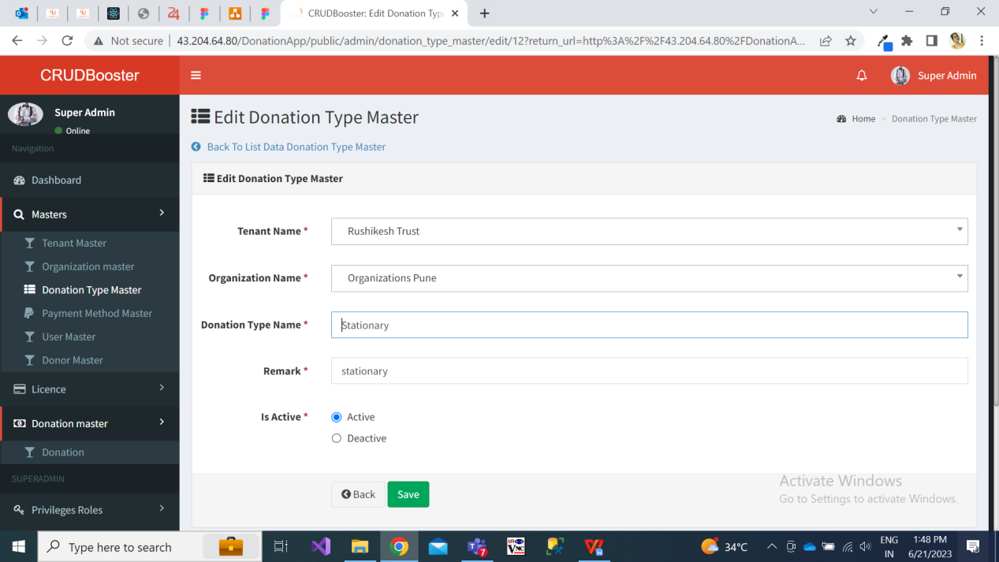 CRUDBooster: Edit Donation Typ
Not secure
43.204.64.80/DonationApp/public/admin/donation_type_master/edit/12?return_url=http%3A%2F%2F43.204.64.80%2FDonationA...
CRUDBooster
Super Admin
Super Admin
Online
Edit Donation Type Master
Home > Donation Type Master
Navigation
Back To List Data Donation Type Master
Dashboard
Edit Donation Type Master
Masters
Tenant Name *
Rushikesh Trust
Tenant Master
Organization master
Organization Name *
Organizations Pune
Donation Type Master
Payment Method Master
Donation Type Name *
Stationary
User Master
Donor Master
Remark *
stationary
Licence
Is Active *
Active
Donation master
Deactive
Donation
SUPERADMIN
Back
Save
Activate Windows
Go to Settings to activate Windows.
Privileges Roles
Type here to search
7
34°C
ENG
IN
1:48 PM
6/21/2023